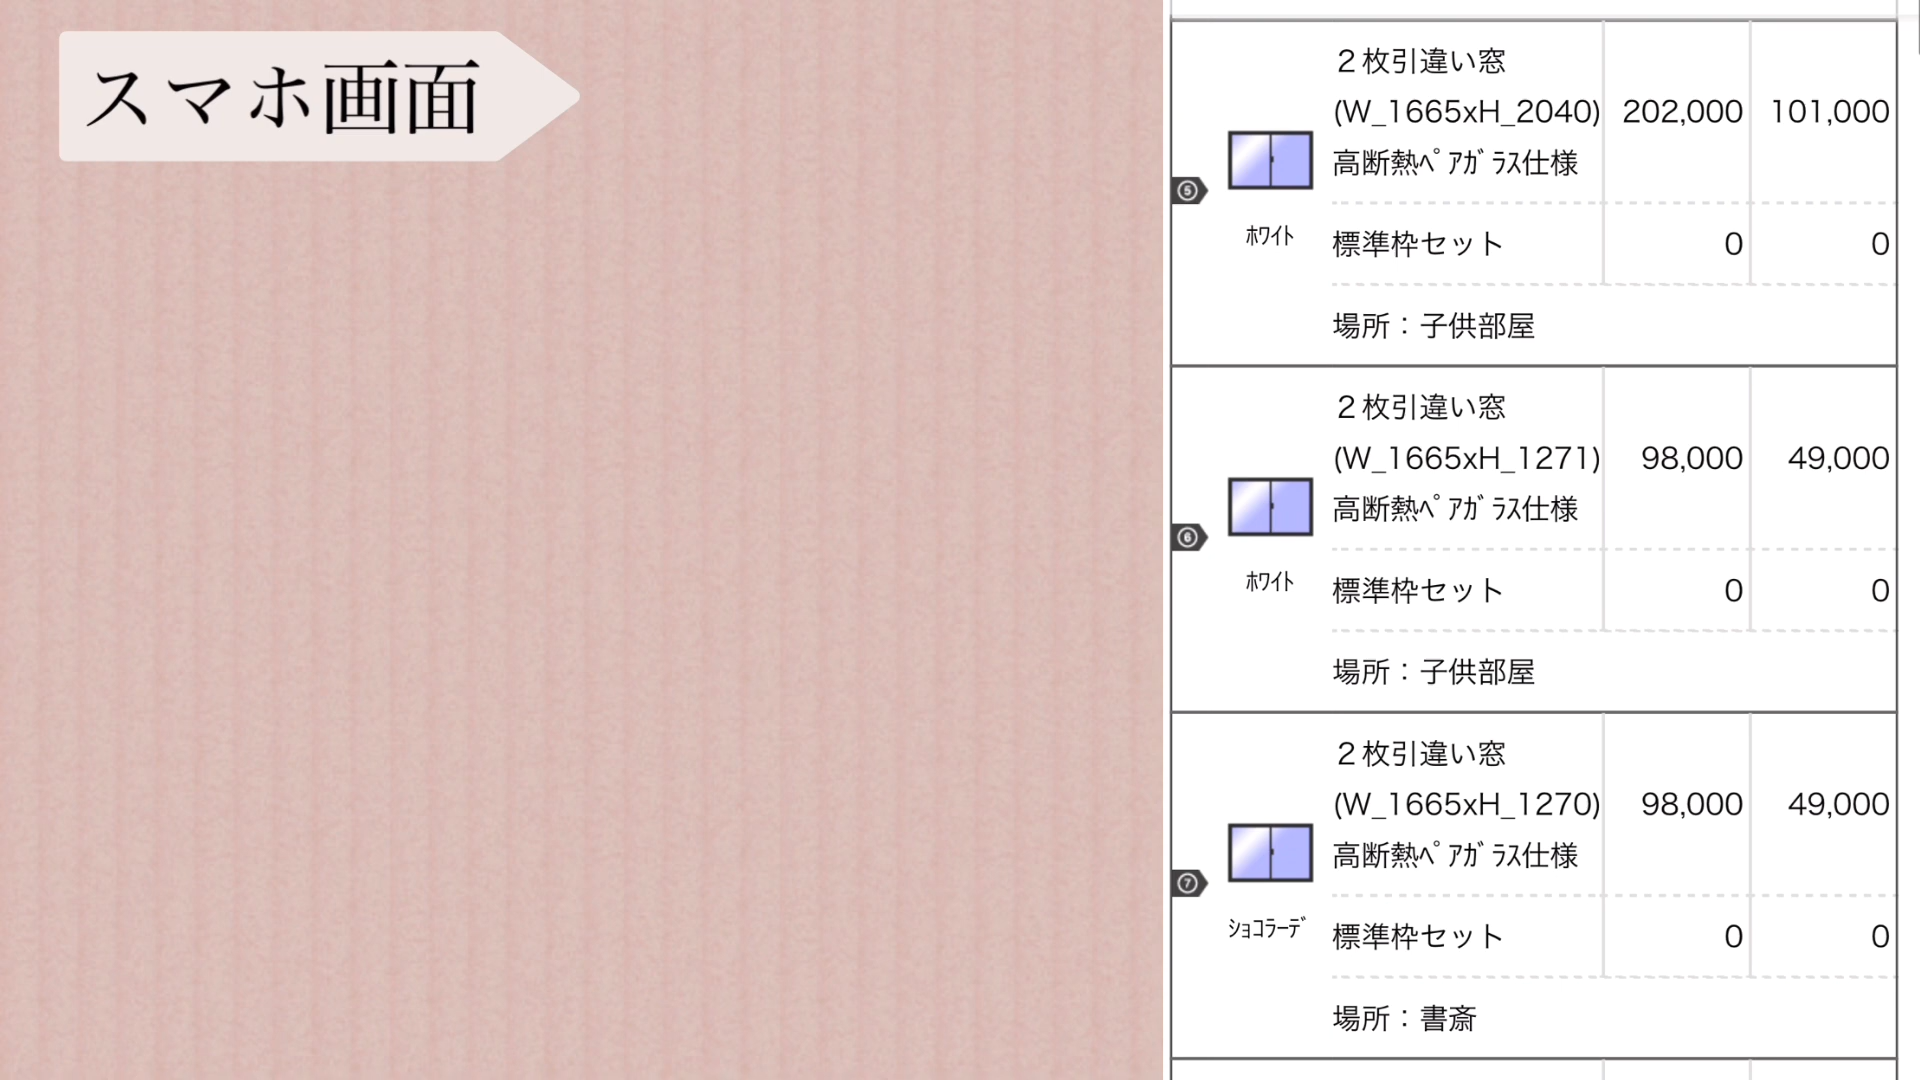 スマホ画面
２枚引違い窓
(W_1665xH_2040) 202,000 101,000
高断熱ﾍﾟｱｶﾞﾗｽ仕様
⑤
ﾎﾜｲﾄ
標準枠セット 0 0
場所：子供部屋
２枚引違い窓
(W_1665xH_1271) 98,000 49,000
高断熱ﾍﾟｱｶﾞﾗｽ仕様
⑥
ﾎﾜｲﾄ
標準枠セット 0 0
場所：子供部屋
２枚引違い窓
(W_1665xH_1270) 98,000 49,000
高断熱ﾍﾟｱｶﾞﾗｽ仕様
⑦
ｼｮｺﾗｰﾃﾞ
標準枠セット 0 0
場所：書斎